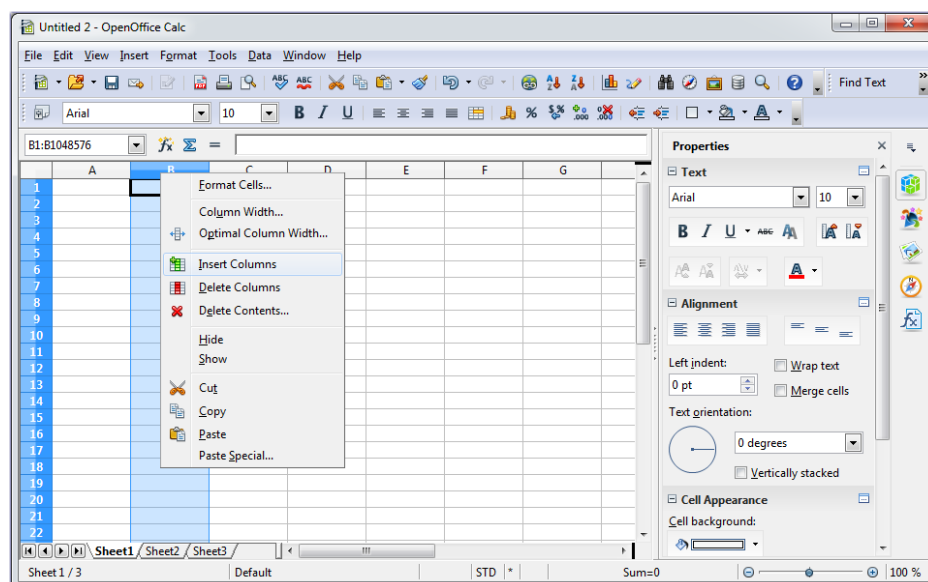 Untitled 2 - OpenOffice Calc
File Edit View Insert Format Tools Data Window Help
Find Text
Arial 10 B I U
B1:B1048576 =
Properties
A B C D E F G
Text
Arial 10
B I U ABC
Alignment
Left indent: Wrap text
0 pt Merge cells
Text orientation:
0 degrees
Vertically stacked
Cell Appearance
Cell background:
1
2
3
4
5
6
7
8
9
10
11
12
13
14
15
16
17
18
19
20
21
22
Format Cells...
Column Width...
Optimal Column Width...
Insert Columns
Delete Columns
Delete Contents...
Hide
Show
Cut
Copy
Paste
Paste Special...
Sheet1 Sheet2 Sheet3
Sheet 1 / 3 Default STD * Sum=0 100 %